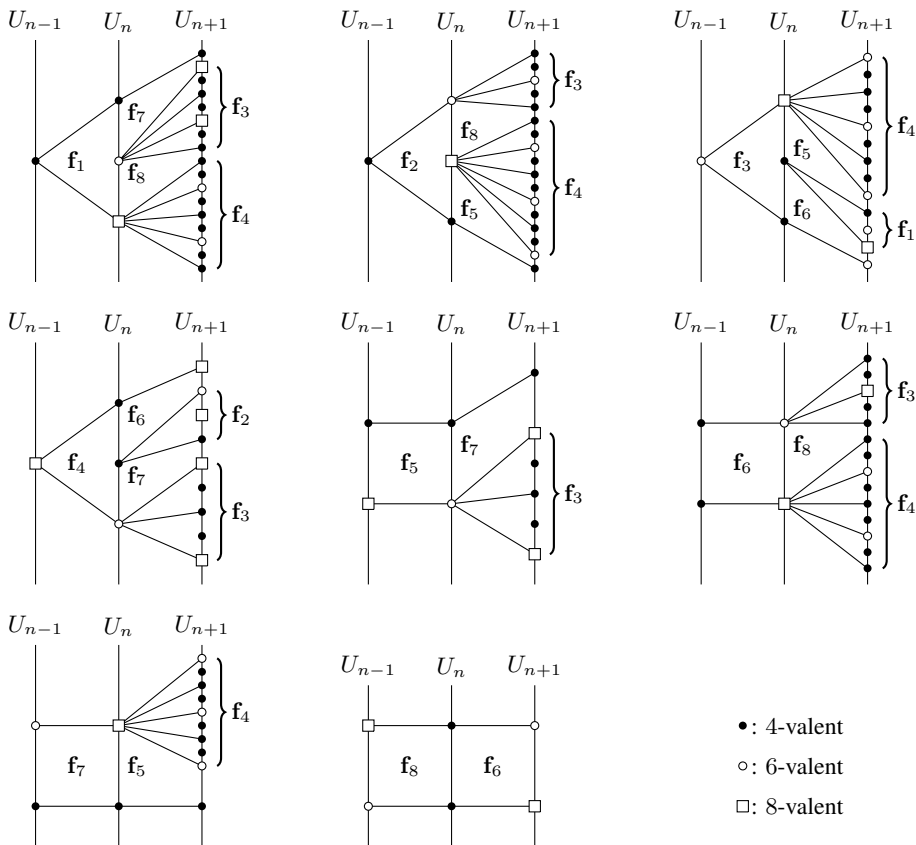 U_{n−1} U_n U_{n+1} U_{n−1} U_n U_{n+1} U_{n−1} U_n U_{n+1}
f_7 f_3 f_1 f_8 f_4
f_3 f_8 f_2 f_4 f_5
f_4 f_5 f_3 f_6 f_1
U_{n−1} U_n U_{n+1} U_{n−1} U_n U_{n+1} U_{n−1} U_n U_{n+1}
f_6 f_2 f_4 f_7 f_3
f_7 f_5 f_3
f_3 f_8 f_6 f_4
U_{n−1} U_n U_{n+1} U_{n−1} U_n U_{n+1}
f_4 f_7 f_5
f_8 f_6
: 4-valent
: 6-valent
: 8-valent